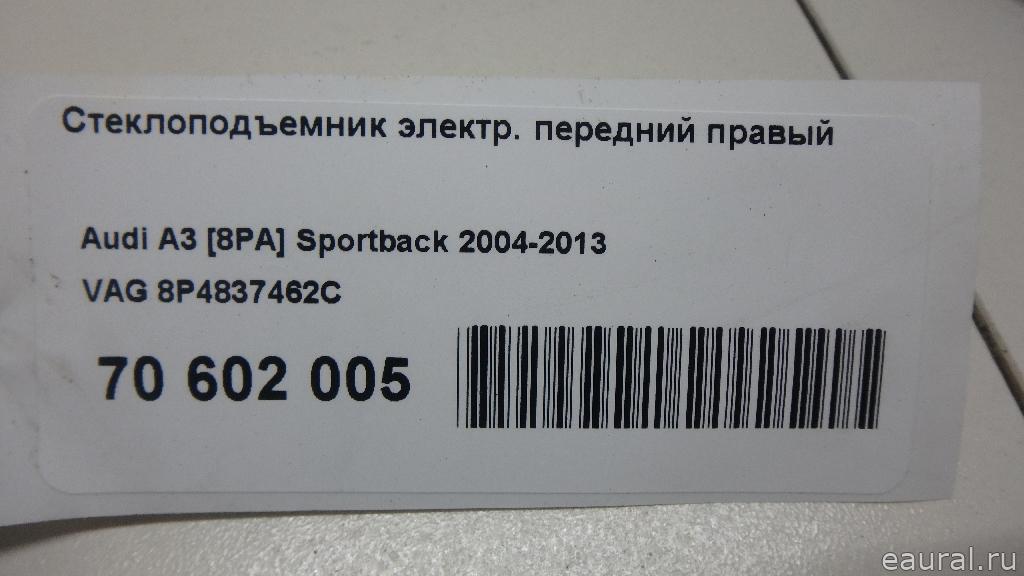 Стеклоподъемник электр. передний правый
Audi A3 [8PA] Sportback 2004-2013
VAG 8P4837462C
70 602 005
eaural.ru